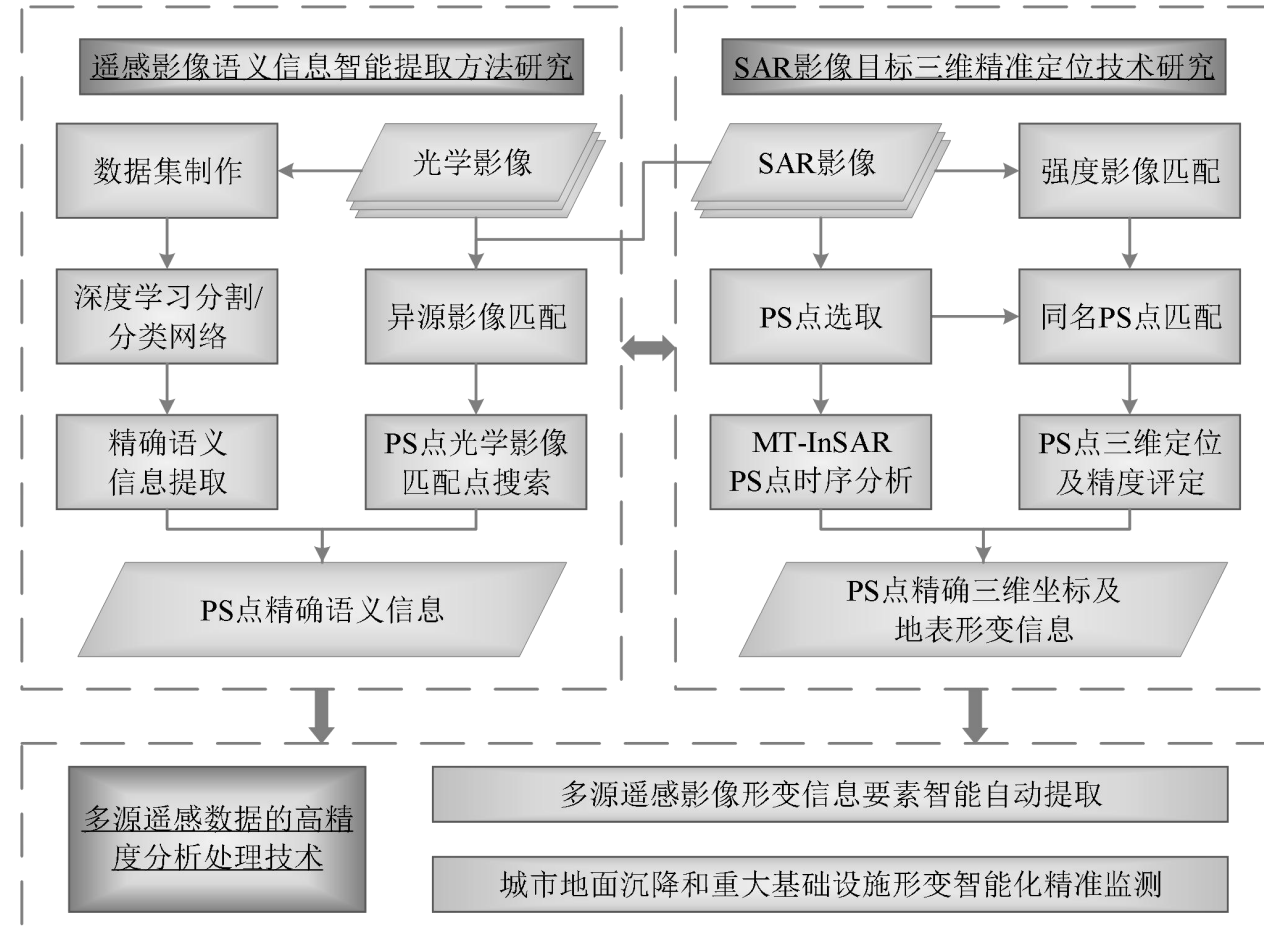 遥感影像语义信息智能提取方法研究
数据集制作
光学影像
深度学习分割/
分类网络
异源影像匹配
精确语义
信息提取
PS点光学影像
匹配点搜索
PS点精确语义信息
SAR影像目标三维精准定位技术研究
SAR影像
强度影像匹配
PS点选取
同名PS点匹配
MT-InSAR
PS点时序分析
PS点三维定位
及精度评定
PS点精确三维坐标及
地表形变信息
多源遥感数据的高精
度分析处理技术
多源遥感影像形变信息要素智能自动提取
城市地面沉降和重大基础设施形变智能化精准监测